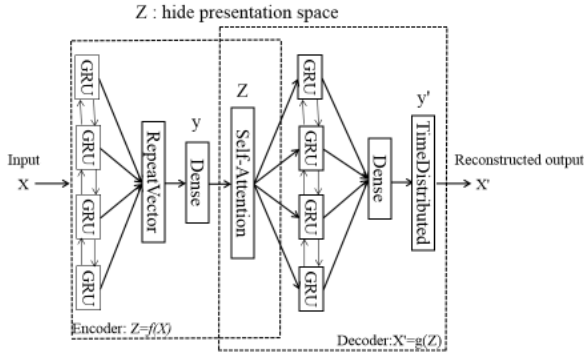 Z : hide presentation space
GRU
GRU
GRU
GRU
Input
X
RepeatVector
y
Dense
Z
Self-Attention
GRU
GRU
GRU
GRU
Dense
y'
TimeDistributed
Reconstructed output
X'
Encoder: Z=f(X)
Decoder:X'=g(Z)